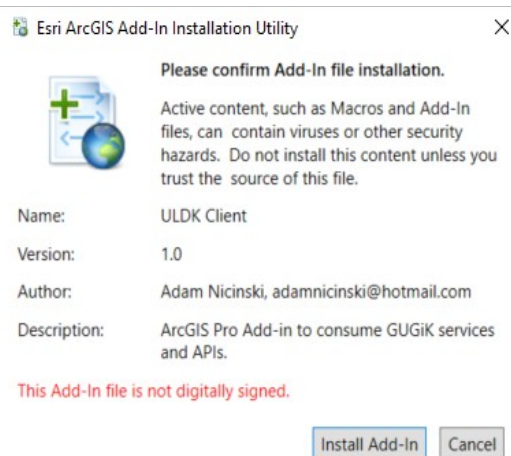 Esri ArcGIS Add-In Installation Utility
Please confirm Add-In file installation.
Active content, such as Macros and Add-In
files, can contain viruses or other security
hazards. Do not install this content unless you
trust the source of this file.
Name: ULDK Client
Version: 1.0
Author: Adam Nicinski, adamnicinski@hotmail.com
Description: ArcGIS Pro Add-in to consume GUGiK services
and APIs.
This Add-In file is not digitally signed.
Install Add-In Cancel